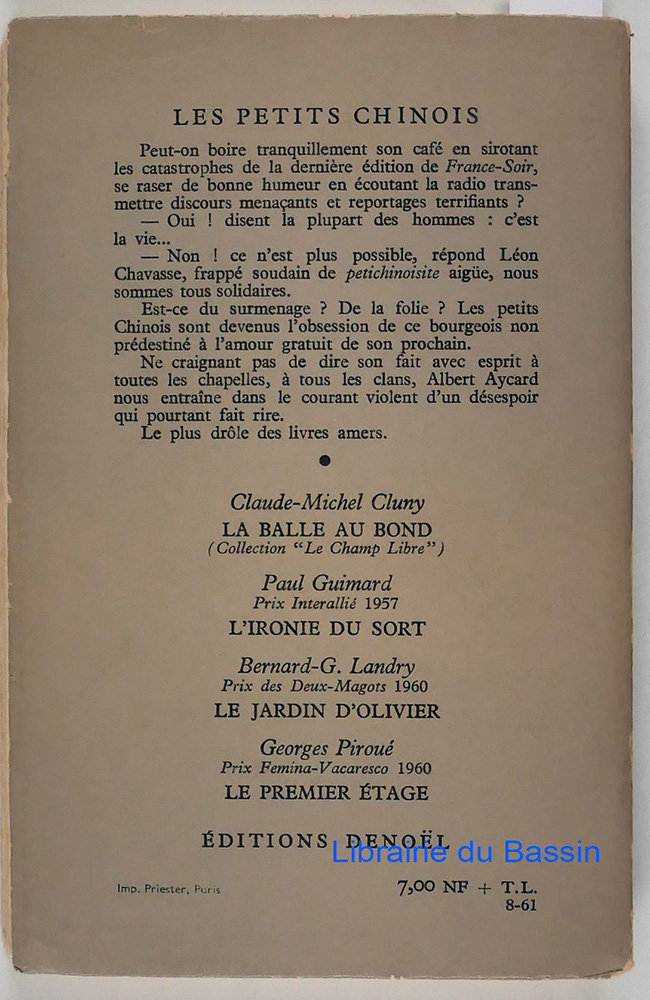 LES PETITS CHINOIS
Peut-on boire tranquillement son café en sirotant
les catastrophes de la dernière édition de France-Soir,
se raser de bonne humeur en écoutant la radio trans-
mettre discours menaçants et reportages terrifiants ?
— Oui ! disent la plupart des hommes : c'est
la vie...
— Non ! ce n'est plus possible, répond Léon
Chavasse, frappé soudain de petichinoisite aigüe, nous
sommes tous solidaires.
Est-ce du surmenage ? De la folie ? Les petits
Chinois sont devenus l'obsession de ce bourgeois non
prédestiné à l'amour gratuit de son prochain.
Ne craignant pas de dire son fait avec esprit à
toutes les chapelles, à tous les clans, Albert Aycard
nous entraîne dans le courant violent d'un désespoir
qui pourtant fait rire.
Le plus drôle des livres amers.
●
Claude-Michel Cluny
LA BALLE AU BOND
(Collection “Le Champ Libre”)
Paul Guimard
Prix Interallié 1957
L'IRONIE DU SORT
Bernard-G. Landry
Prix des Deux-Magots 1960
LE JARDIN D'OLIVIER
Georges Piroué
Prix Femina-Vacaresco 1960
LE PREMIER ÉTAGE
ÉDITIONS DENOËL
Librairie du Bassin
Imp. Priester, Paris
7,00 NF + T.L.
8-61